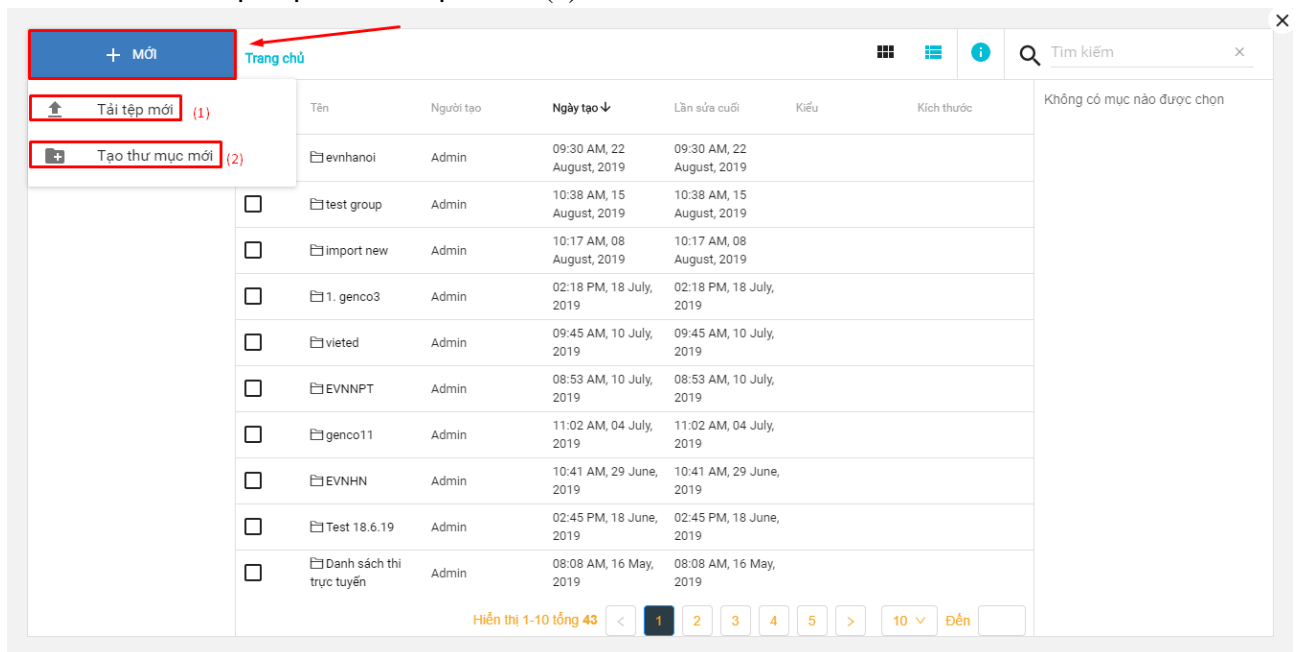 + MỚI
Trang chủ
Tìm kiếm ×
Tải tệp mới (1)
Tạo thư mục mới (2)
Tên Người tạo Ngày tạo Lần sửa cuối Kiểu Kích thước
Không có mục nào được chọn
evnhanoi Admin 09:30 AM, 22 09:30 AM, 22
August, 2019 August, 2019
test group Admin 10:38 AM, 15 10:38 AM, 15
August, 2019 August, 2019
import new Admin 10:17 AM, 08 10:17 AM, 08
August, 2019 August, 2019
1. genco3 Admin 02:18 PM, 18 July, 02:18 PM, 18 July,
2019 2019
vieted Admin 09:45 AM, 10 July, 09:45 AM, 10 July,
2019 2019
EVNNPT Admin 08:53 AM, 10 July, 08:53 AM, 10 July,
2019 2019
genco11 Admin 11:02 AM, 04 July, 11:02 AM, 04 July,
2019 2019
EVNHN Admin 10:41 AM, 29 June, 10:41 AM, 29 June,
2019 2019
Test 18.6.19 Admin 02:45 PM, 18 June, 02:45 PM, 18 June,
2019 2019
Danh sách thi Admin 08:08 AM, 16 May, 08:08 AM, 16 May,
trực tuyến 2019 2019
Hiển thị 1-10 tổng 43 < 1 2 3 4 5 > 10 Đến